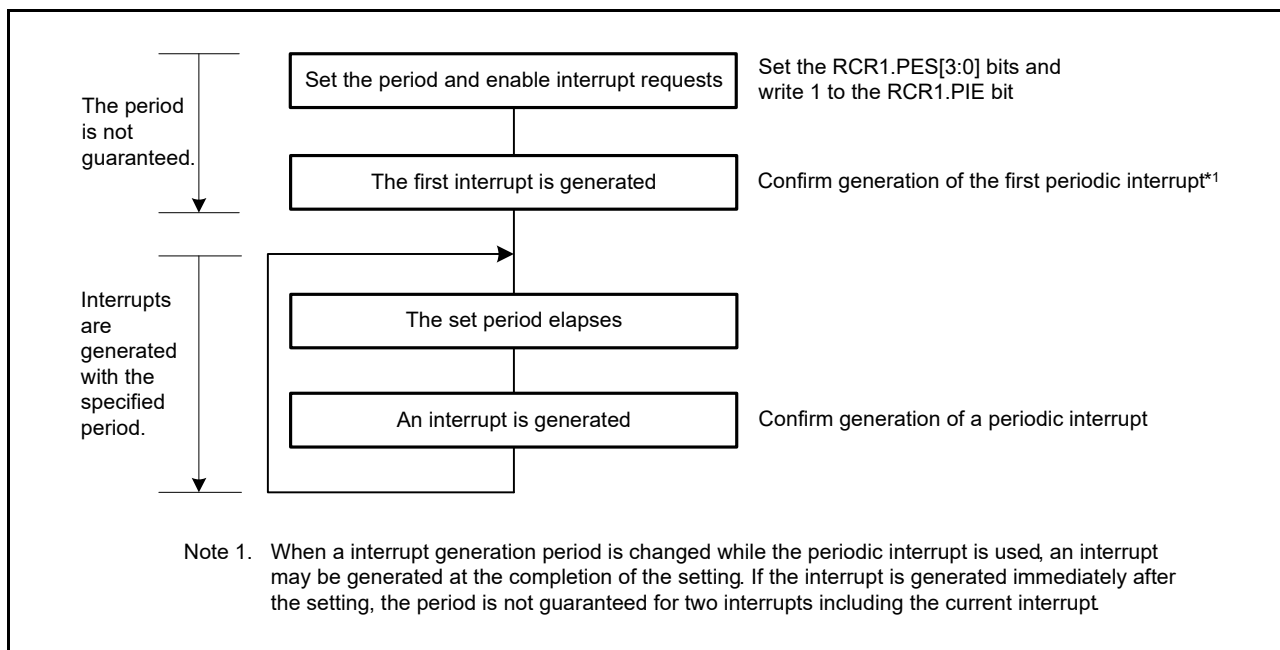 Set the period and enable interrupt requests
Set the RCR1.PES[3:0] bits and
write 1 to the RCR1.PIE bit
The period
is not
guaranteed.
The first interrupt is generated
Confirm generation of the first periodic interrupt*1
Interrupts
are
generated
with the
specified
period.
The set period elapses
An interrupt is generated
Confirm generation of a periodic interrupt
Note 1. When a interrupt generation period is changed while the periodic interrupt is used, an interrupt
may be generated at the completion of the setting. If the interrupt is generated immediately after
the setting, the period is not guaranteed for two interrupts including the current interrupt.